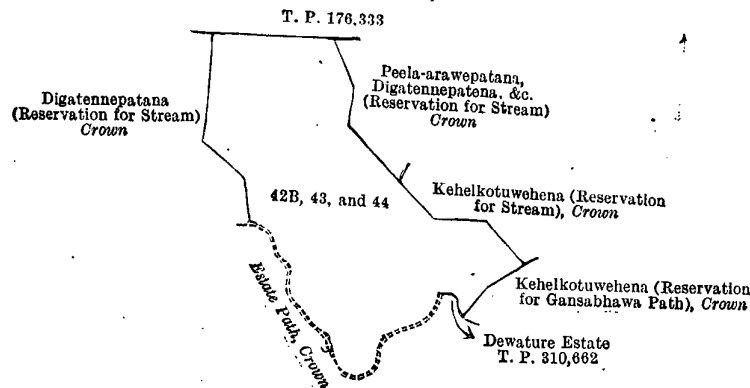 T. P. 176,333
Peela-arawepatana,
Digatennepatena, &c.
(Reservation for Stream)
Crown
Digatennepatana
(Reservation for Stream)
Crown
42B, 43, and 44
Kehelkotuwehena (Reservation
for Stream), Crown
Kehelkotuwehena (Reservation
for Gansabhawa Path), Crown
Estate Path, Crown
Dewature Estate
T. P. 310,662